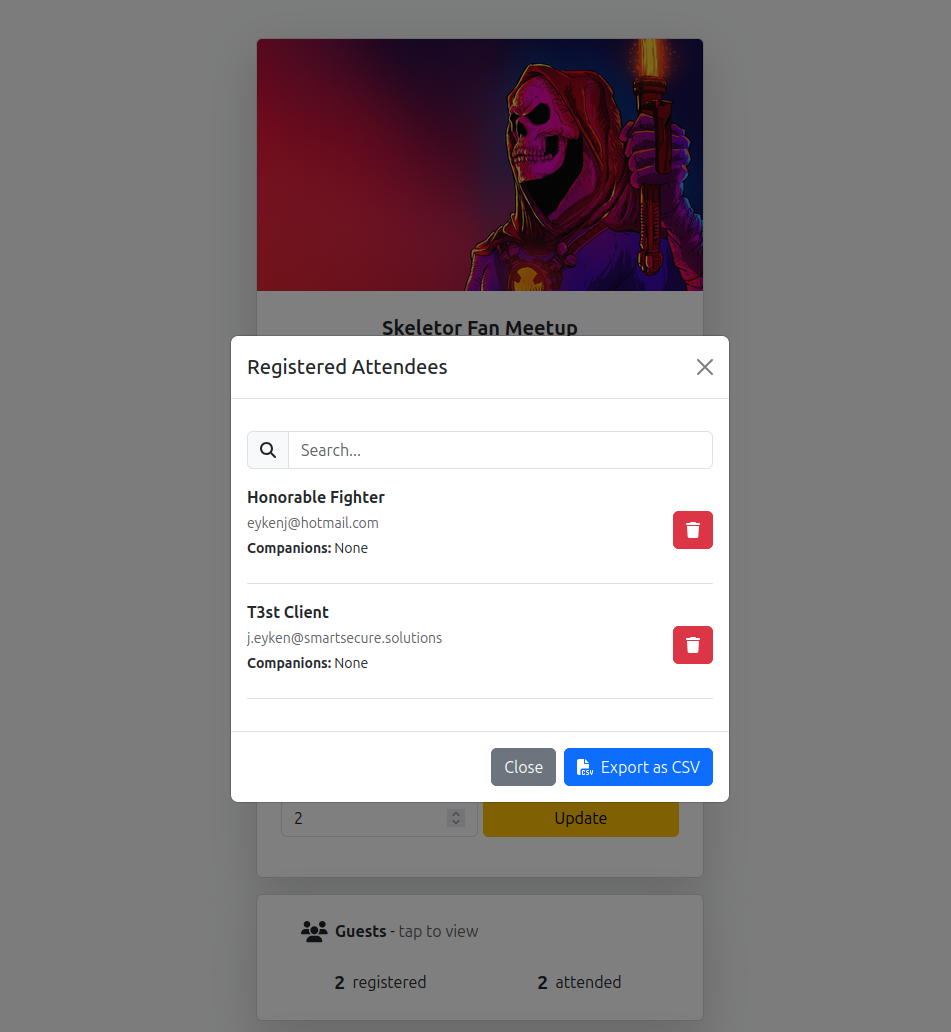 Skeletor Fan Meetup
Registered Attendees
Search...
Honorable Fighter
eykenj@hotmail.com
Companions: None
T3st Client
j.eyken@smartsecure.solutions
Companions: None
Close
CSV Export as CSV
2
Update
Guests - tap to view
2 registered
2 attended